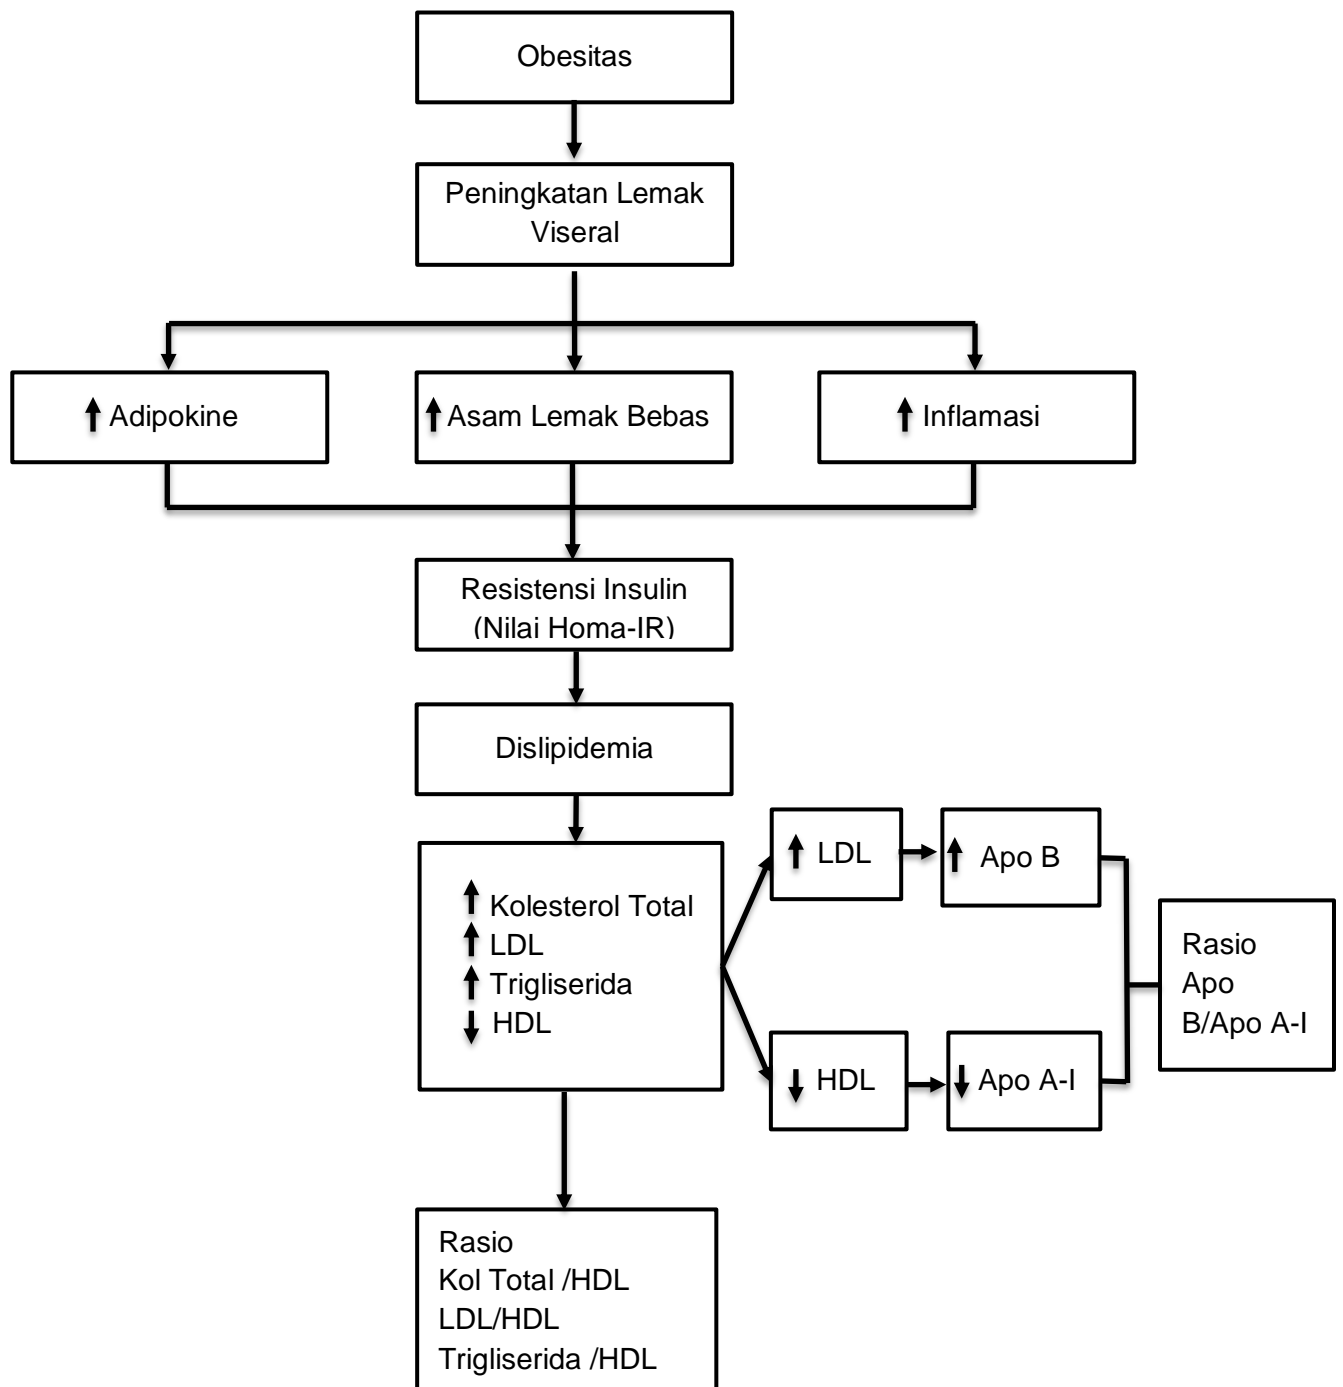 Obesitas
Peningkatan Lemak
Viseral
Adipokine
Asam Lemak Bebas
Inflamasi
Resistensi Insulin
(Nilai Homa-IR)
Dislipidemia
Kolesterol Total
LDL
Trigliserida
HDL
LDL
Apo B
HDL
Apo A-I
Rasio
Apo
B/Apo A-I
Rasio
Kol Total /HDL
LDL/HDL
Trigliserida /HDL